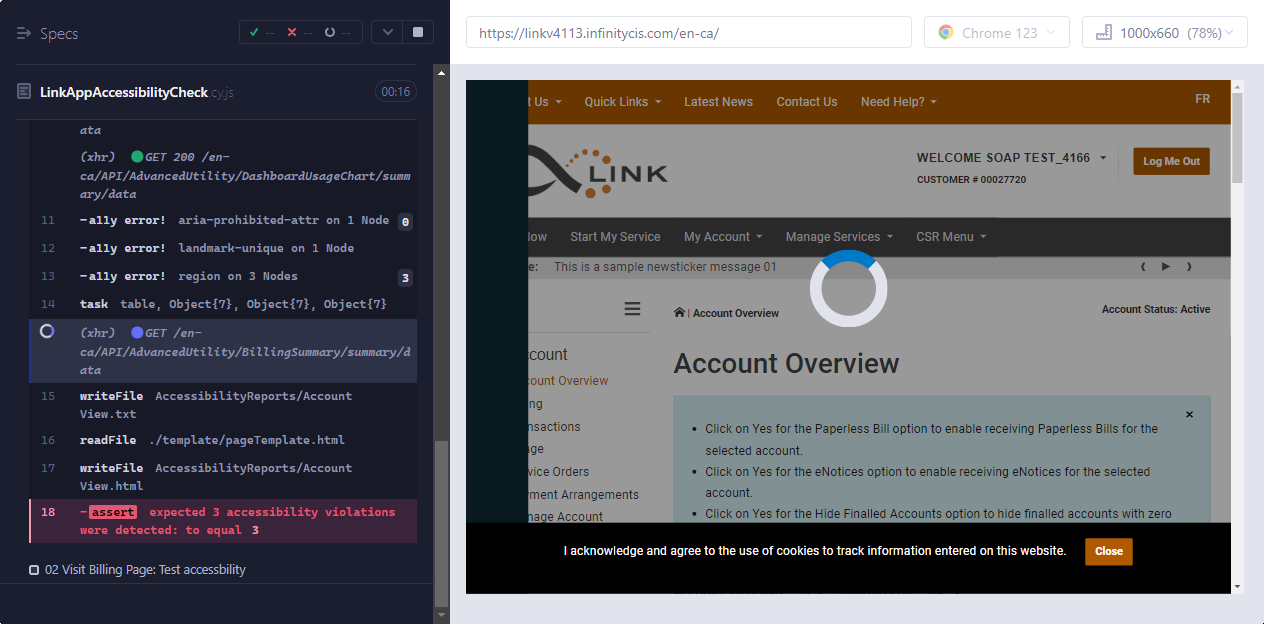 Specs
-- -- --
LinkAppAccessibilityCheck.cy.js
00:16
ata
(xhr) GET 200 /en-
ca/API/AdvancedUtility/DashboardUsageChart/summ
ary/data
11 -a11y error! aria-prohibited-attr on 1 Node 0
12 -a11y error! landmark-unique on 1 Node
13 -a11y error! region on 3 Nodes 3
14 task table, Object{7}, Object{7}, Object{7}
(xhr) GET /en-
ca/API/AdvancedUtility/BillingSummary/summary/d
ata
15 writeFile AccessibilityReports/Account
View.txt
16 readFile ./template/pageTemplate.html
17 writeFile AccessibilityReports/Account
View.html
18 -assert expected 3 accessibility violations
were detected: to equal 3
02 Visit Billing Page: Test accessbility
https://linkv4113.infinitycis.com/en-ca/
Chrome 123
1000x660 (78%)
t Us Quick Links Latest News Contact Us Need Help? FR
LINK
WELCOME SOAP TEST_4166
CUSTOMER # 00027720
Log Me Out
low Start My Service My Account Manage Services CSR Menu
e: This is a sample newsticker message 01
| Account Overview
Account Status: Active
count
count Overview
ng
nsactions
ge
vice Orders
yment Arrangements
nage Account
Account Overview
×
• Click on Yes for the Paperless Bill option to enable receiving Paperless Bills for the
selected account.
• Click on Yes for the eNotices option to enable receiving eNotices for the selected
account.
• Click on Yes for the Hide Finalled Accounts option to hide finalled accounts with zero
I acknowledge and agree to the use of cookies to track information entered on this website.
Close